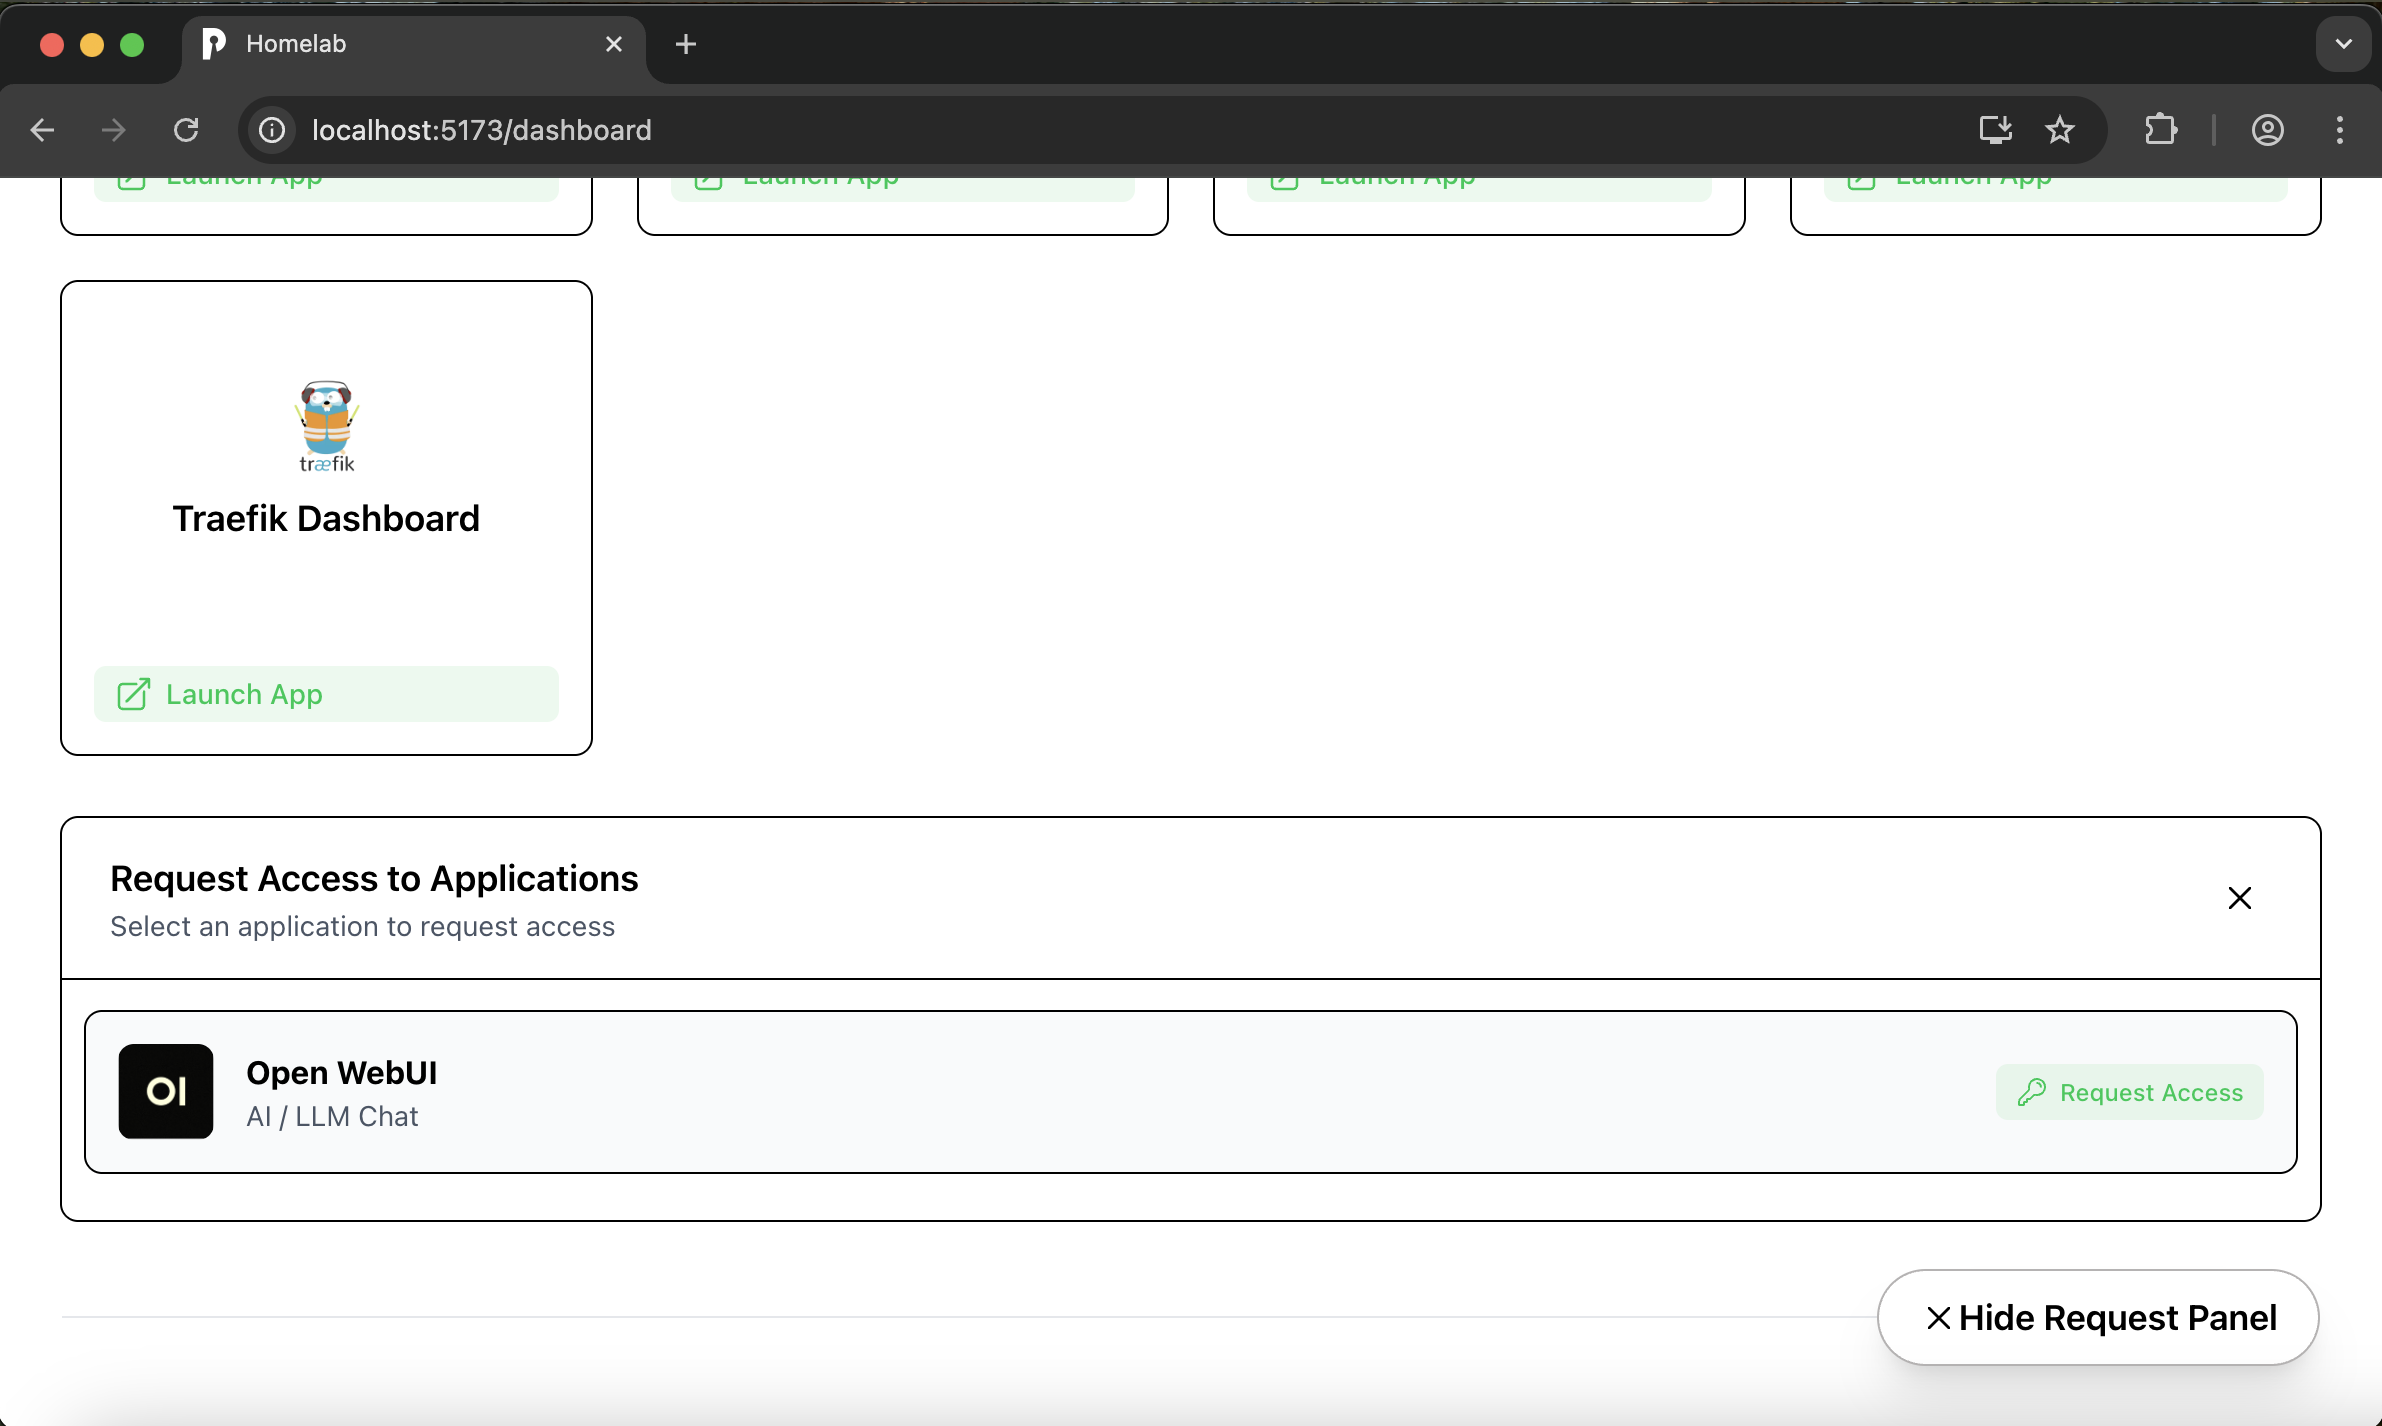 Homelab
localhost:5173/dashboard
Launch App
Launch App
Launch App
Launch App
træfik
Traefik Dashboard
Launch App
Request Access to Applications
Select an application to request access
OI
Open WebUI
AI / LLM Chat
Request Access
Hide Request Panel